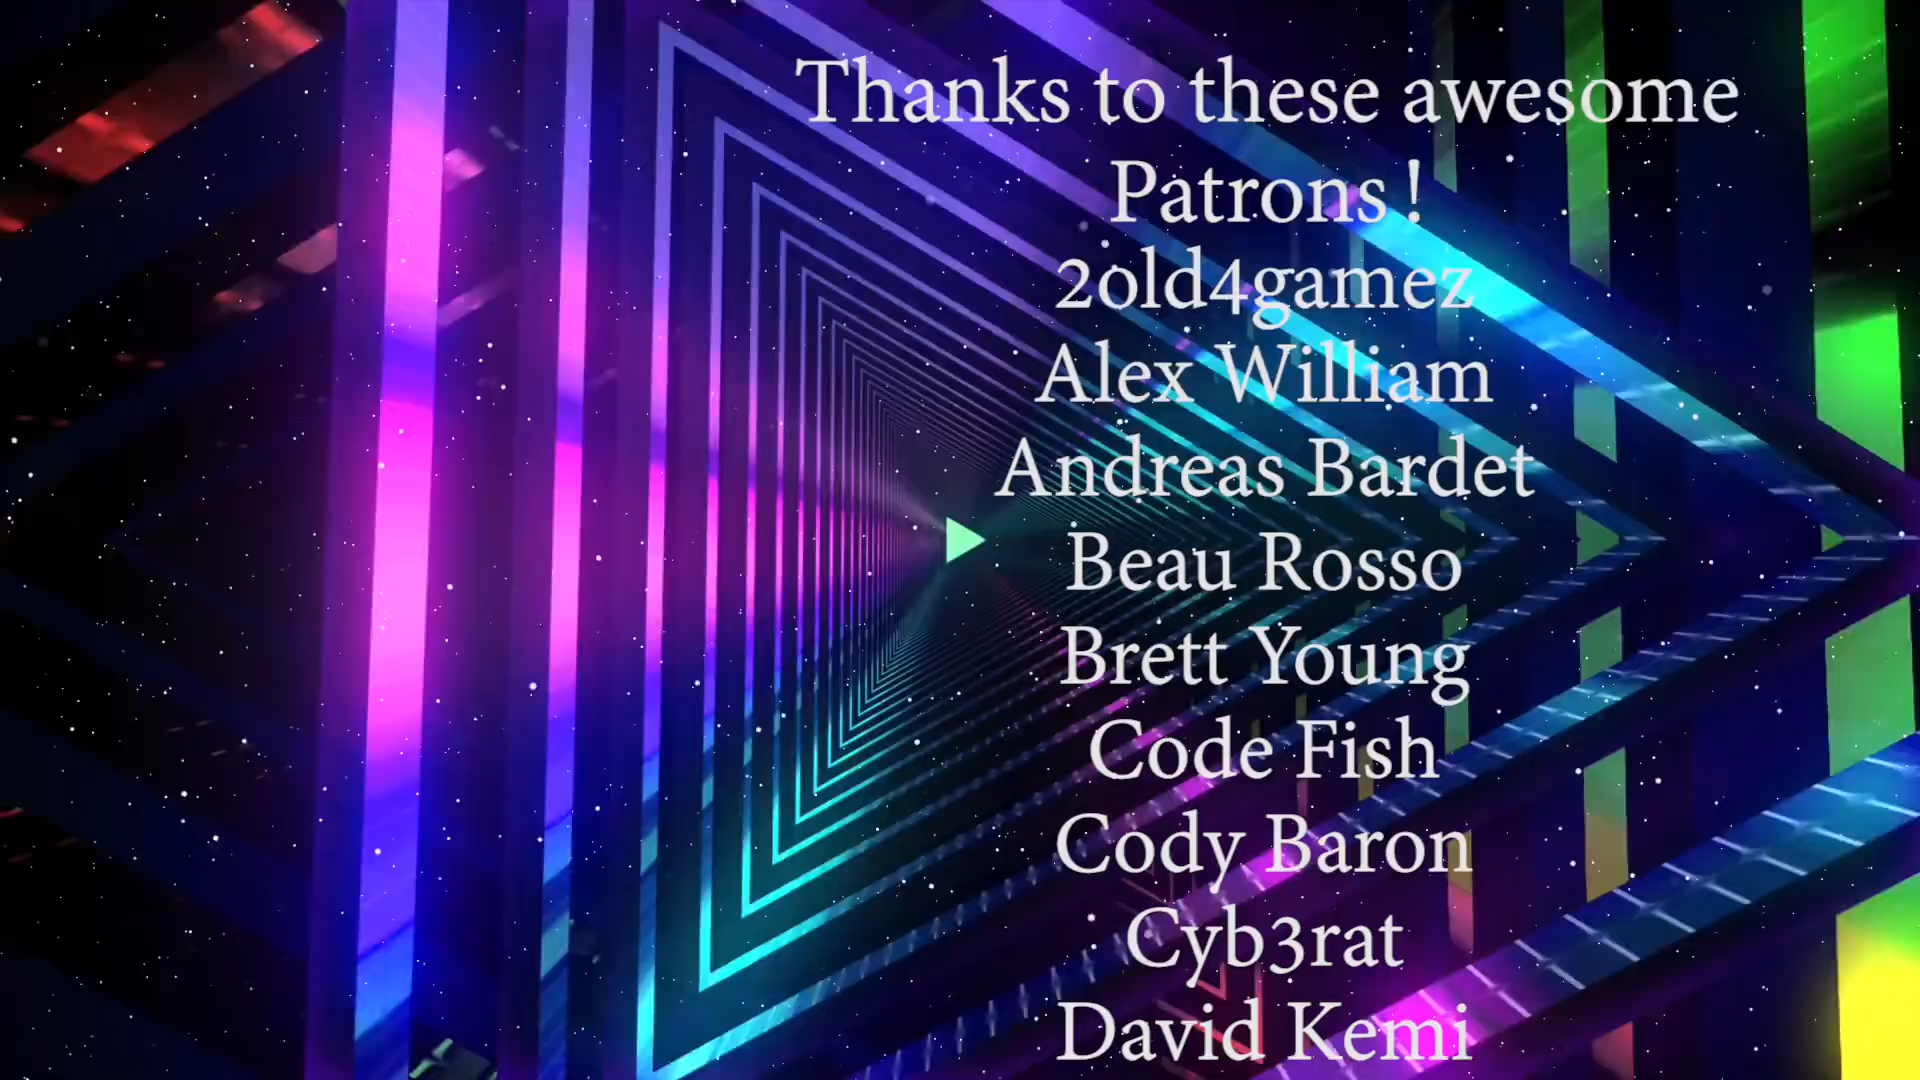 Thanks to these awesome
Patrons !
2old4gamez
Alex William
Andreas Bardet
Beau Rosso
Brett Young
Code Fish
Cody Baron
Cyb3rat
David Kemi